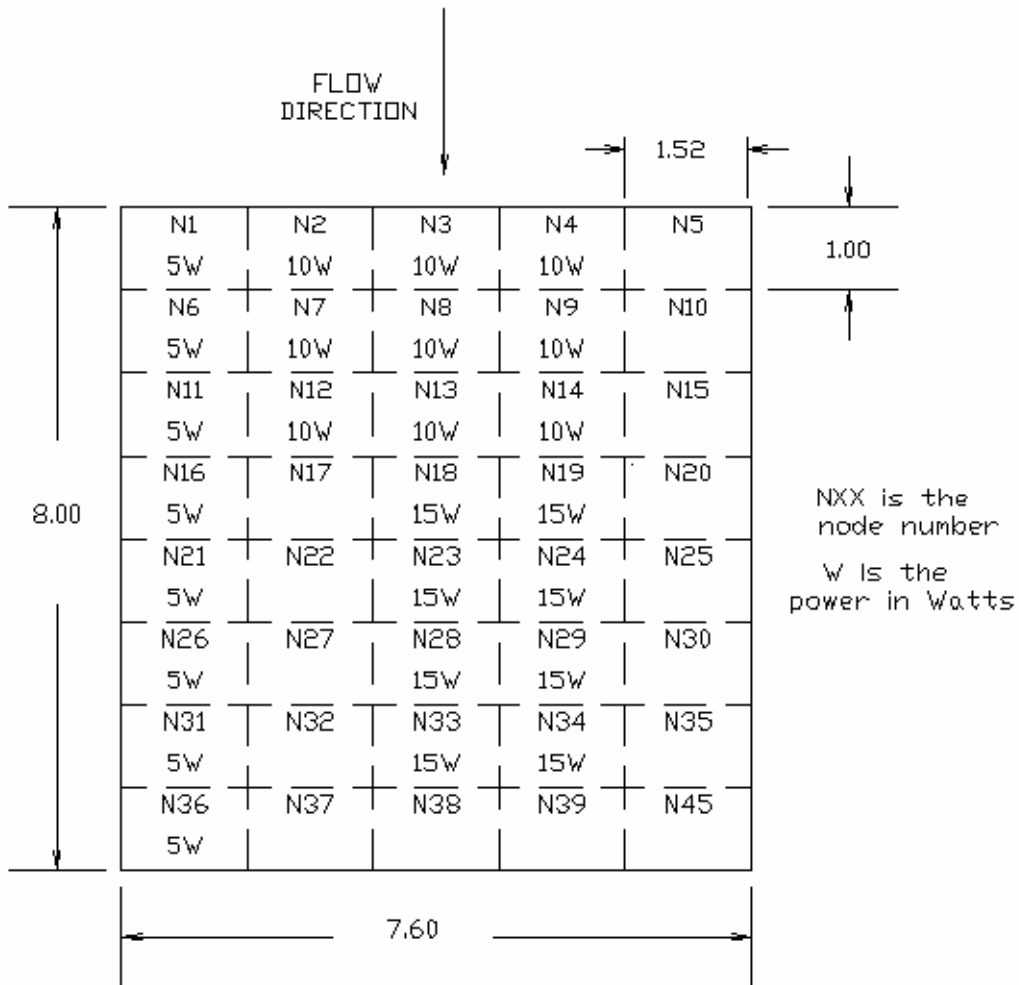 FLOW
DIRECTION
1.52
N1 N2 N3 N4 N5
1.00
5W 10W 10W 10W
N6 N7 N8 N9 N10
5W 10W 10W 10W
N11 N12 N13 N14 N15
5W 10W 10W 10W
N16 N17 N18 N19 N20
5W 15W 15W
8.00
NXX is the
node number
N21 N22 N23 N24 N25
5W 15W 15W
W Is the
power in Watts
N26 N27 N28 N29 N30
5W 15W 15W
N31 N32 N33 N34 N35
5W 15W 15W
N36 N37 N38 N39 N45
5W
7.60